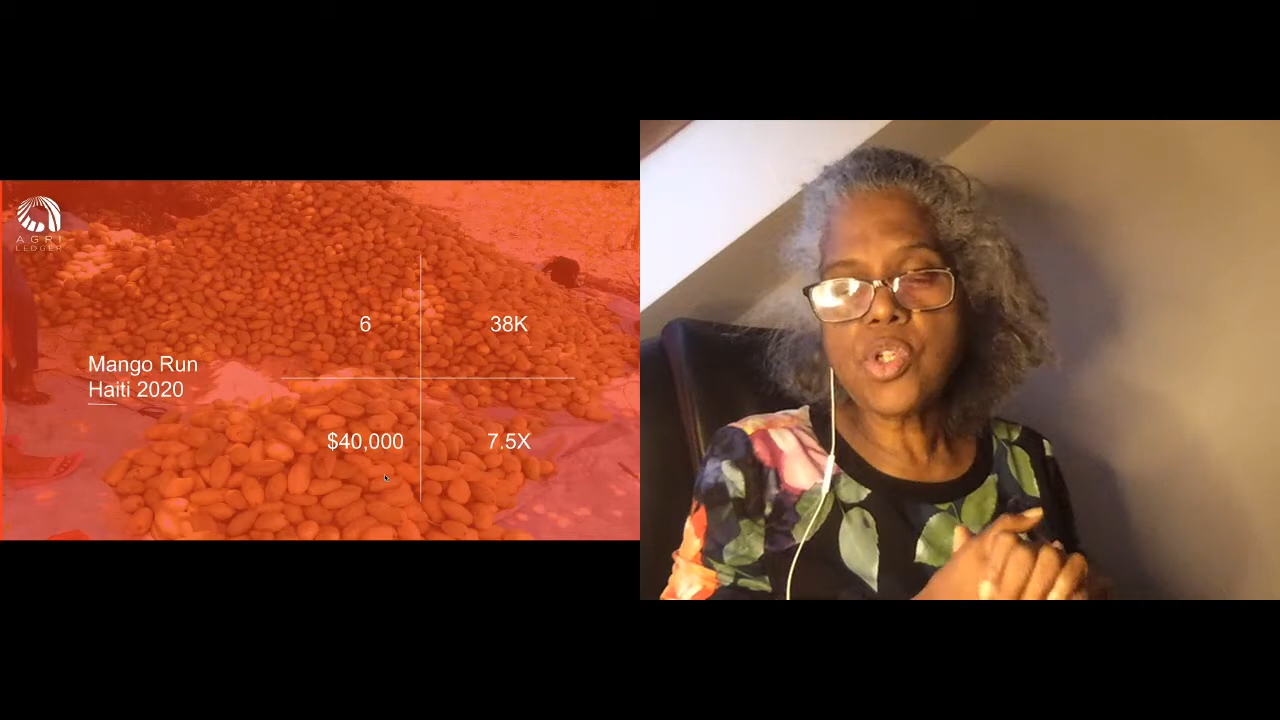 AGRI
LEDGER
6
38K
Mango Run
Haiti 2020
$40,000
7.5X